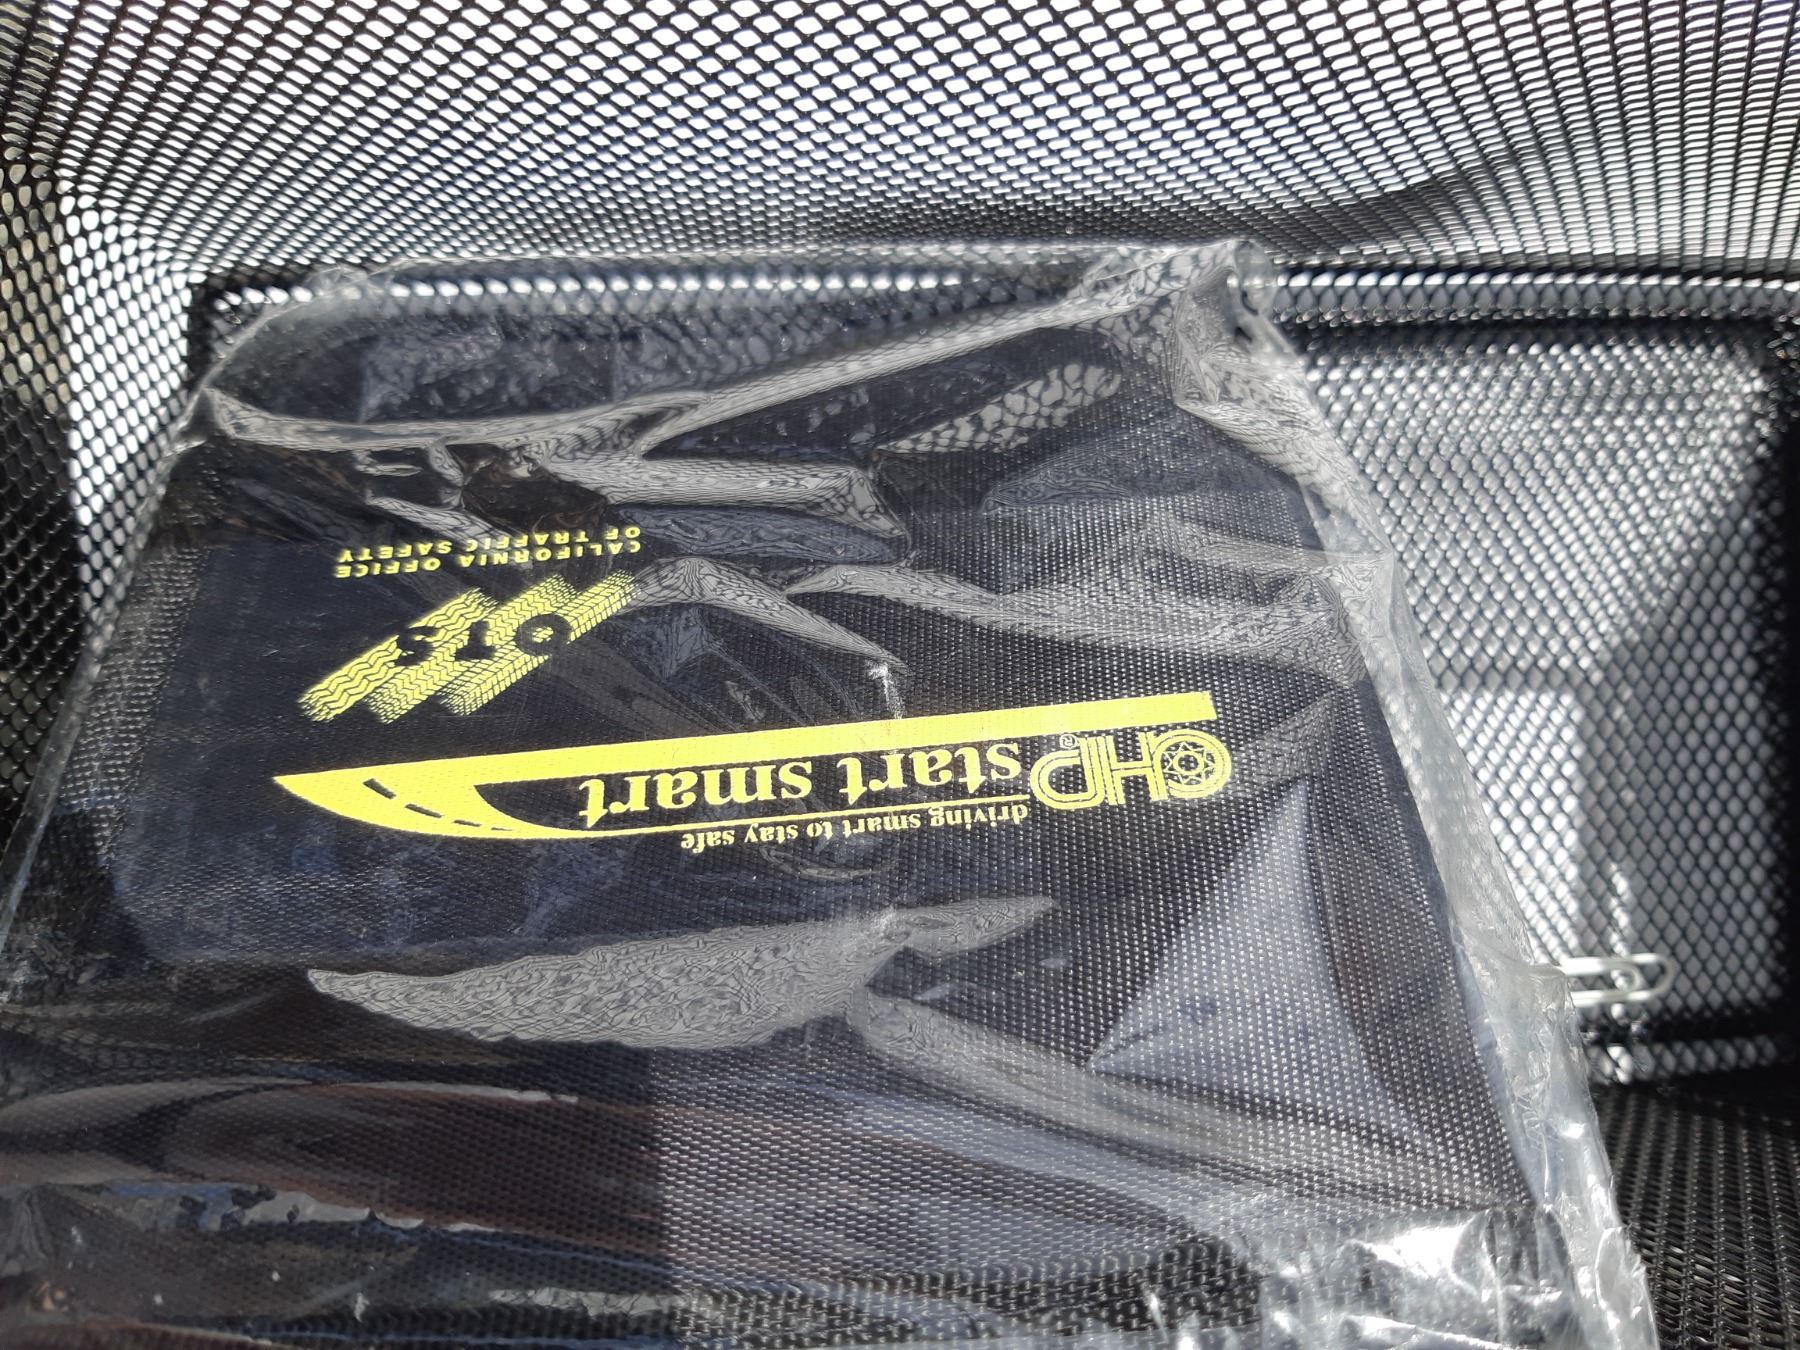 driving smart to stay safe
CHP® start smart
OTS
CALIFORNIA OFFICE
OF TRAFFIC SAFETY